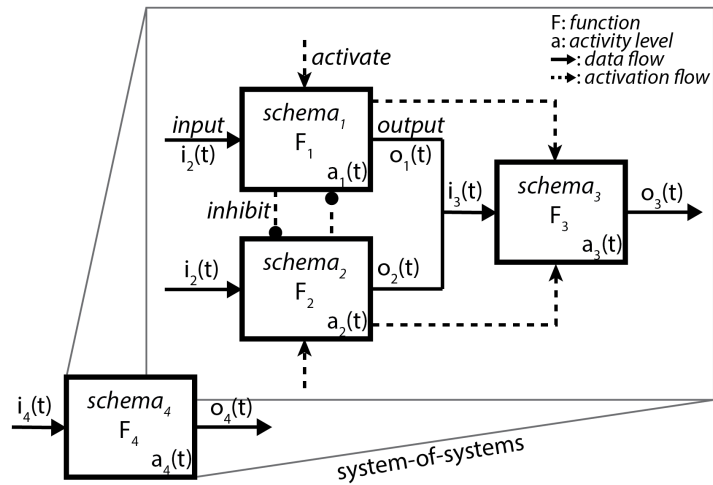 F: function
a: activity level
: data flow
: activation flow
activate
schema₁
F₁
a₁(t)
input
i₂(t)
output
o₁(t)
inhibit
schema₂
F₂
a₂(t)
i₂(t)
o₂(t)
i₃(t)
schema₃
F₃
a₃(t)
o₃(t)
schema₄
F₄
a₄(t)
i₄(t)
o₄(t)
system-of-systems